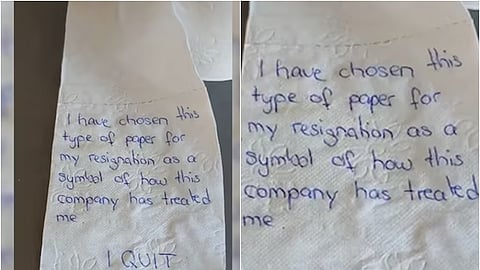 I have chosen this
type of paper for
my resignation as a
symbol of how this
company has treated
me
I QUIT
I have chosen this
type of paper for
my resignation as a
symbol of how this
company has treated
me